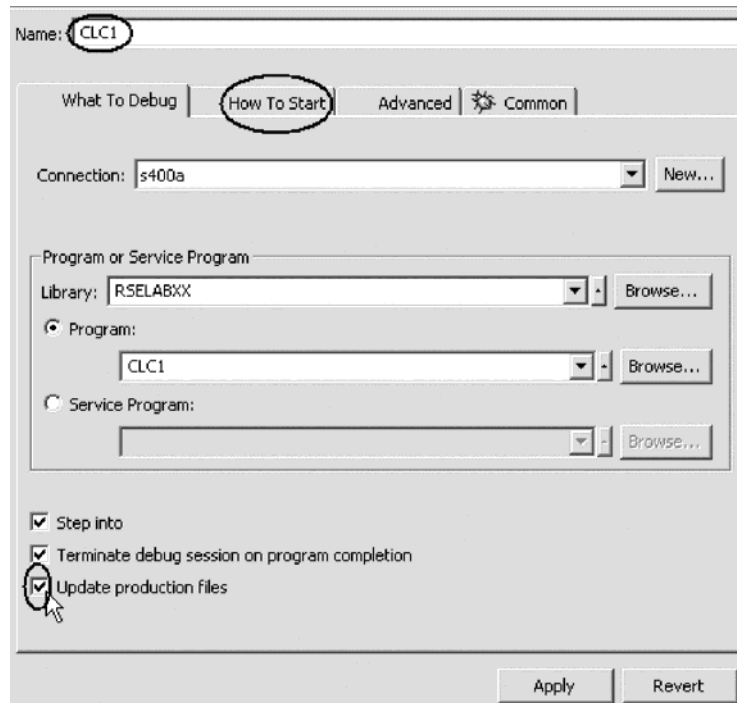 Name: CLC1
What To Debug How To Start Advanced Common
Connection: s400a New...
Program or Service Program
Library: RSELABXX Browse...
Program:
CLC1 Browse...
Service Program:
Browse...
Step into
Terminate debug session on program completion
Update production files
Apply Revert